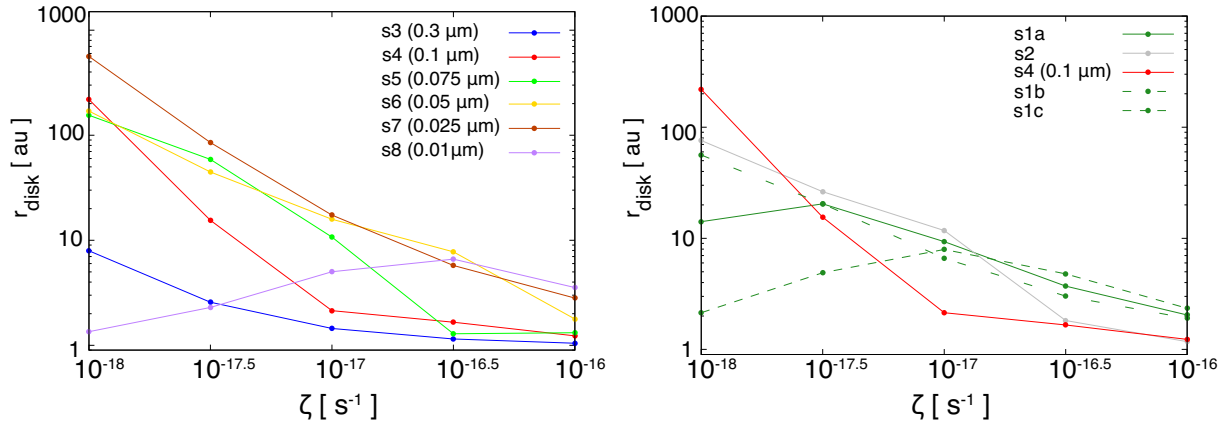 1000
100
10
1
r_disk [ au ]
s3 (0.3 µm)
s4 (0.1 µm)
s5 (0.075 µm)
s6 (0.05 µm)
s7 (0.025 µm)
s8 (0.01µm)
10^-18
10^-17.5
10^-17
10^-16.5
10^-16
ζ [ s^-1 ]
1000
100
10
1
r_disk [ au ]
s1a
s2
s4 (0.1 µm)
s1b
s1c
10^-18
10^-17.5
10^-17
10^-16.5
10^-16
ζ [ s^-1 ]